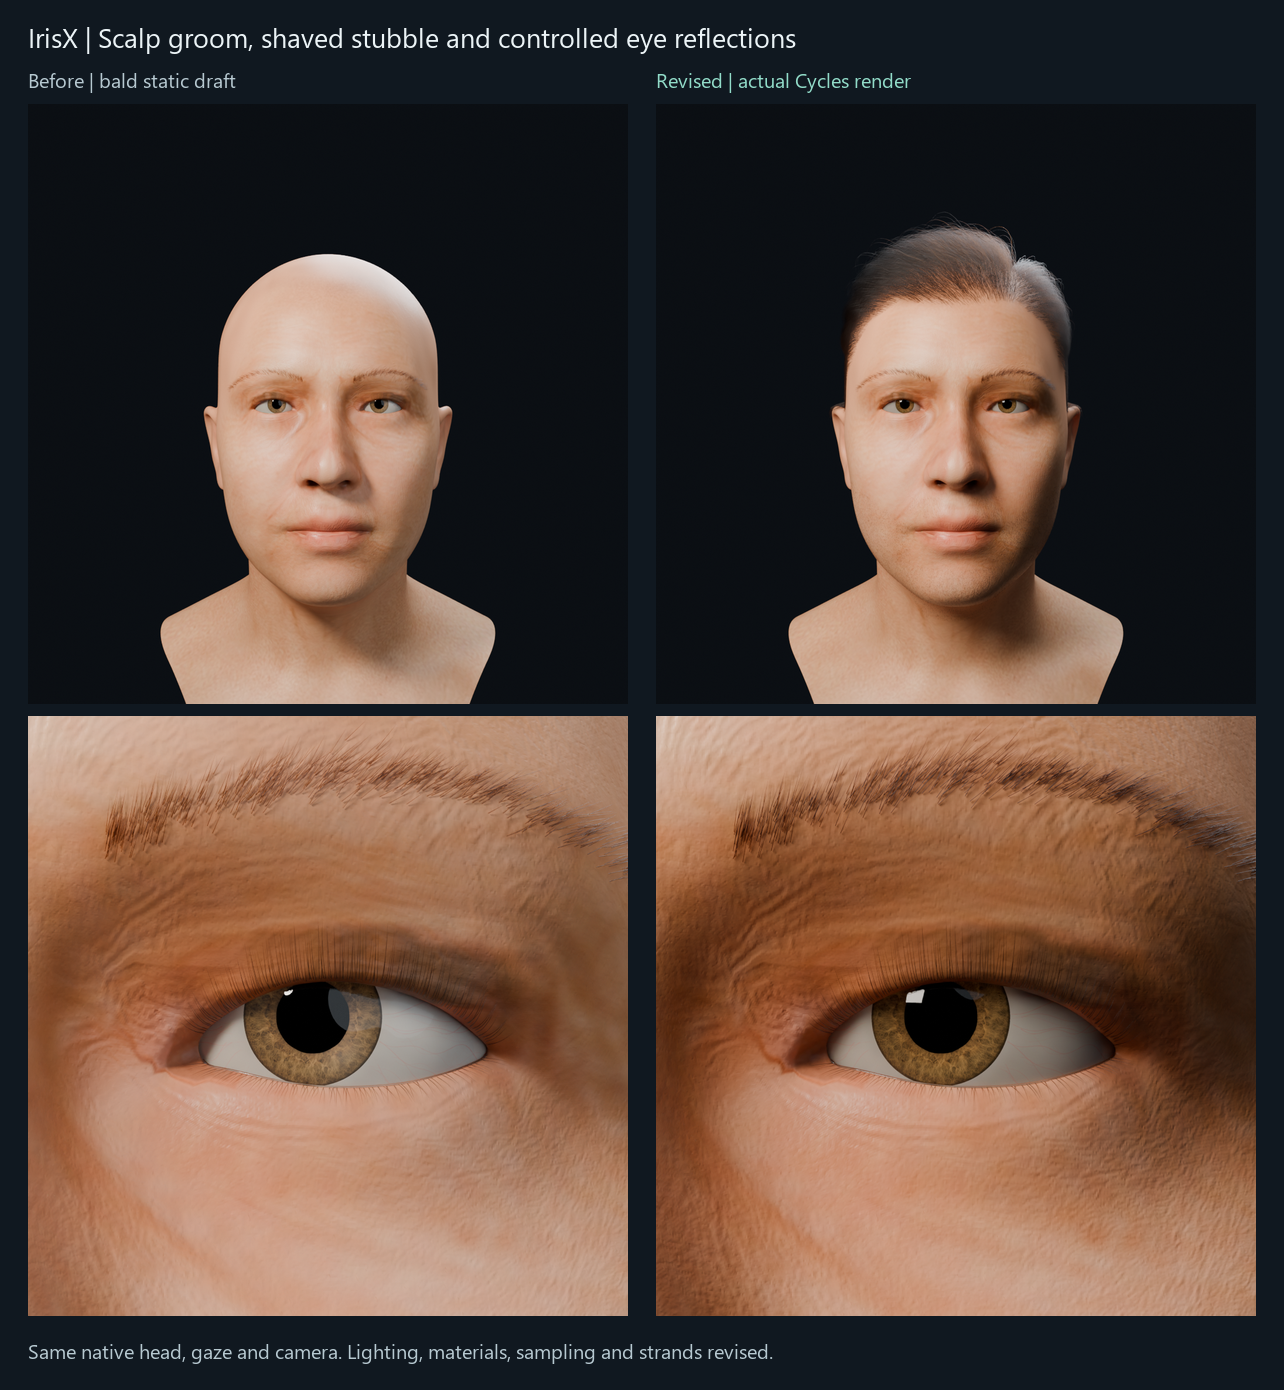 IrisX | Scalp groom, shaved stubble and controlled eye reflections
Before | bald static draft
Revised | actual Cycles render
Same native head, gaze and camera. Lighting, materials, sampling and strands revised.